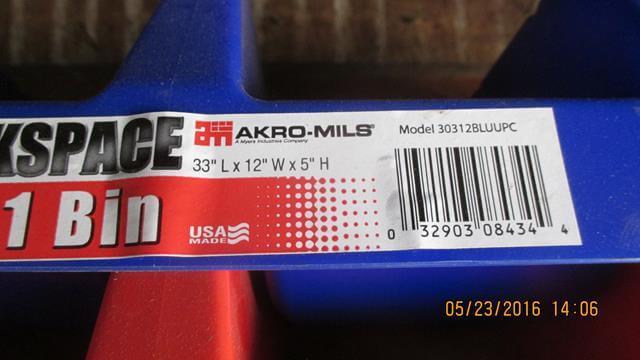 KSPACE
AKRO-MILS®
A Myers Industries Company
Model 30312BLUUPC
33" L x 12" W x 5" H
1 Bin
USA
MADE
0 32903 08434 4
05/23/2016 14:06